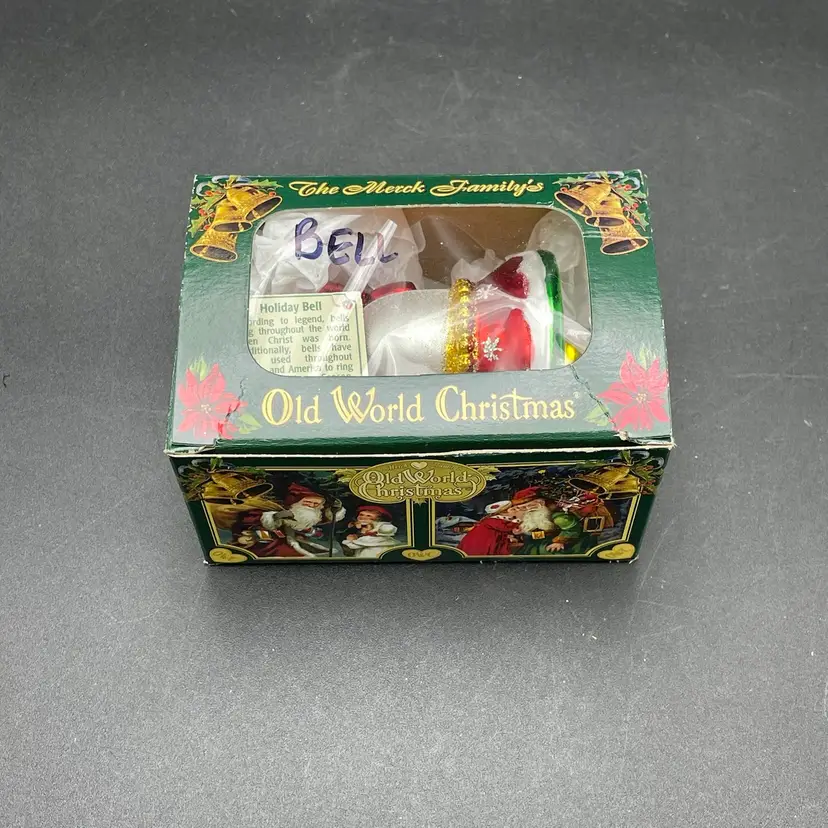 The Merck Family's
BELL
Holiday Bell
rding to legend, bells
g throughout the world
en Christ was born.
ditionally, bells have
used throughout
and America to ring
Old World Christmas
Old World
Christmas
OWC